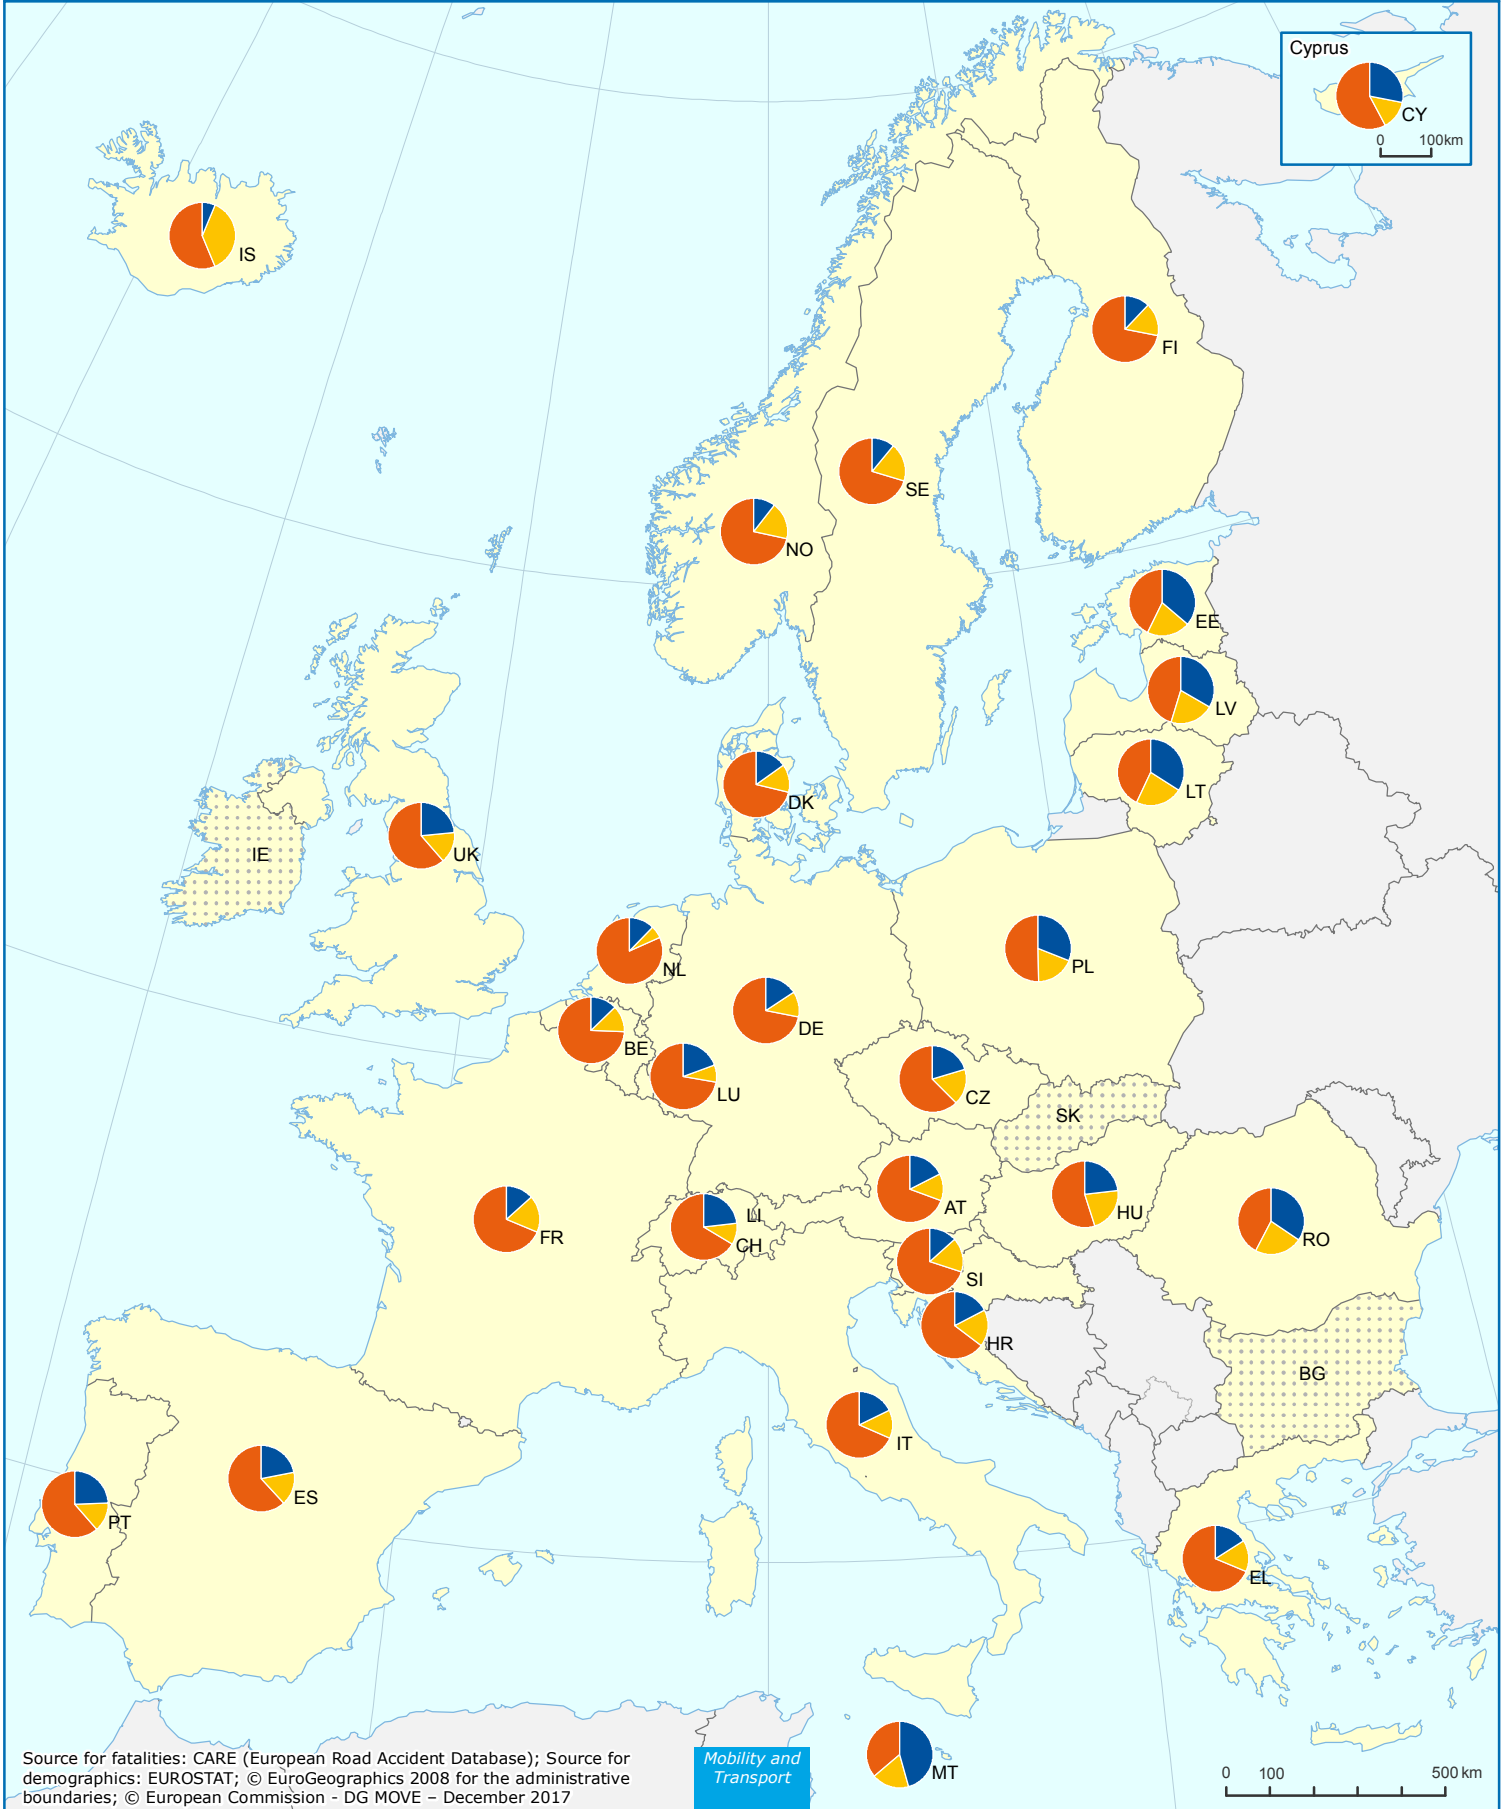 Cyprus
CY
0 100km
IS
FI
SE
NO
EE
LV
LT
DK
IE
UK
NL
PL
DE
BE
LU
CZ
SK
AT
HU
LI
CH
FR
RO
SI
HR
BG
IT
ES
PT
EL
MT
Source for fatalities: CARE (European Road Accident Database); Source for
demographics: EUROSTAT; © EuroGeographics 2008 for the administrative
boundaries; © European Commission - DG MOVE – December 2017
Mobility and
Transport
0 100 500 km